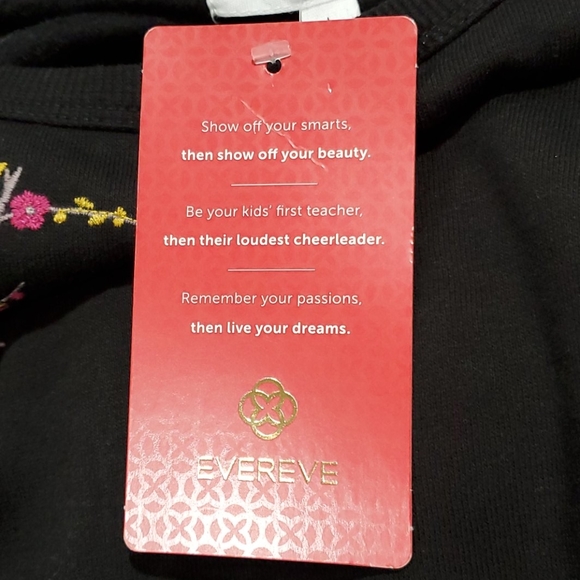 Show off your smarts,
then show off your beauty.
Be your kids' first teacher,
then their loudest cheerleader.
Remember your passions,
then live your dreams.
EVEREVE